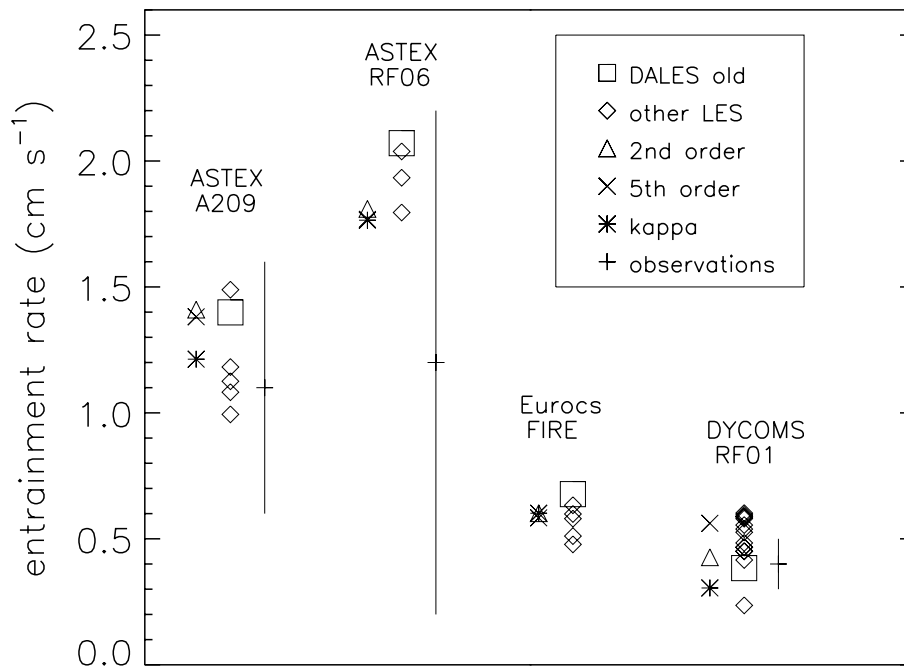 entrainment rate (cm s⁻¹)
2.5
2.0
1.5
1.0
0.5
0.0
ASTEX
A209
ASTEX
RF06
Eurocs
FIRE
DYCOMS
RF01
DALES old
other LES
2nd order
5th order
kappa
observations